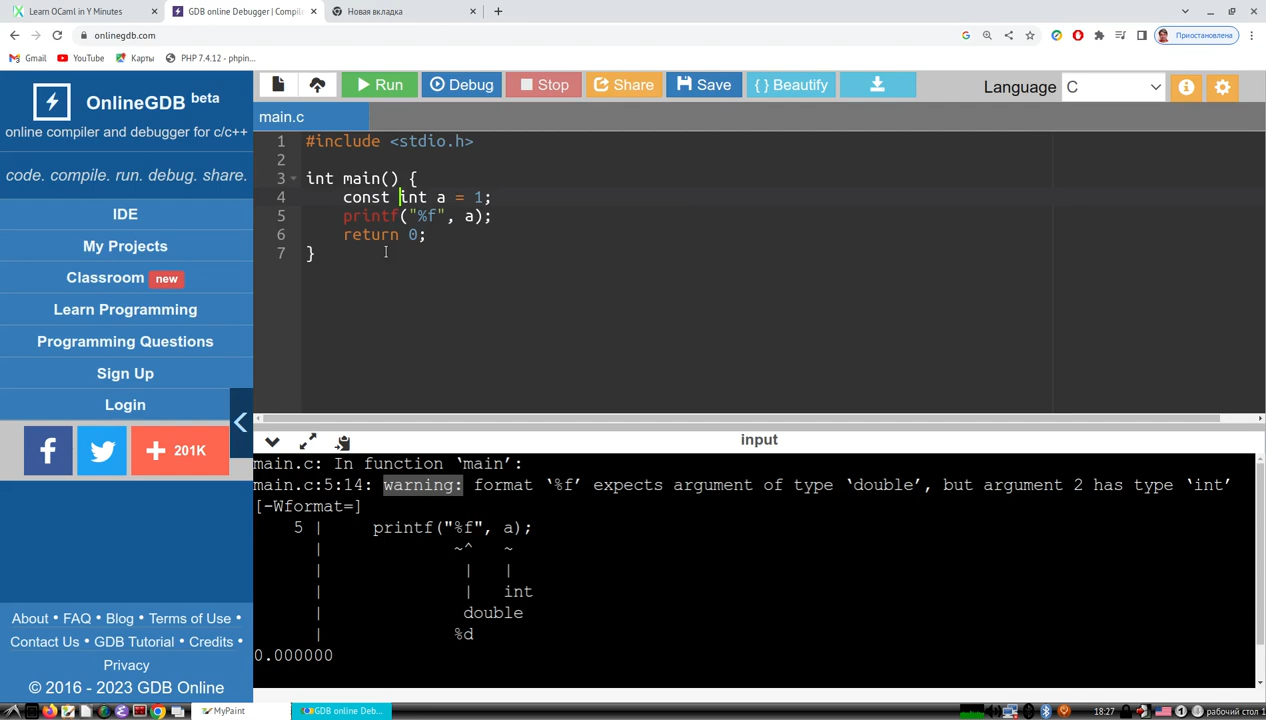 Learn OCaml in Y Minutes
GDB online Debugger | Compile
Новая вкладка
onlinegdb.com
Приостановлена
Gmail
YouTube
Карты
PHP 7.4.12 - phpin...
OnlineGDB beta
online compiler and debugger for c/c++
code. compile. run. debug. share.
IDE
My Projects
Classroom new
Learn Programming
Programming Questions
Sign Up
Login
201K
About • FAQ • Blog • Terms of Use •
Contact Us • GDB Tutorial • Credits •
Privacy
© 2016 - 2023 GDB Online
Run
Debug
Stop
Share
Save
{ } Beautify
Language C
main.c
1 #include <stdio.h>
2
3 int main() {
4 const int a = 1;
5 printf("%f", a);
6 return 0;
7 }
input
main.c: In function ‘main’:
main.c:5:14: warning: format ‘%f’ expects argument of type ‘double’, but argument 2 has type ‘int’
[-Wformat=]
5 | printf("%f", a);
| ~^ ~
| | |
| | int
| double
| %d
0.000000
MyPaint
GDB online Deb...
18:27
рабочий стол 1